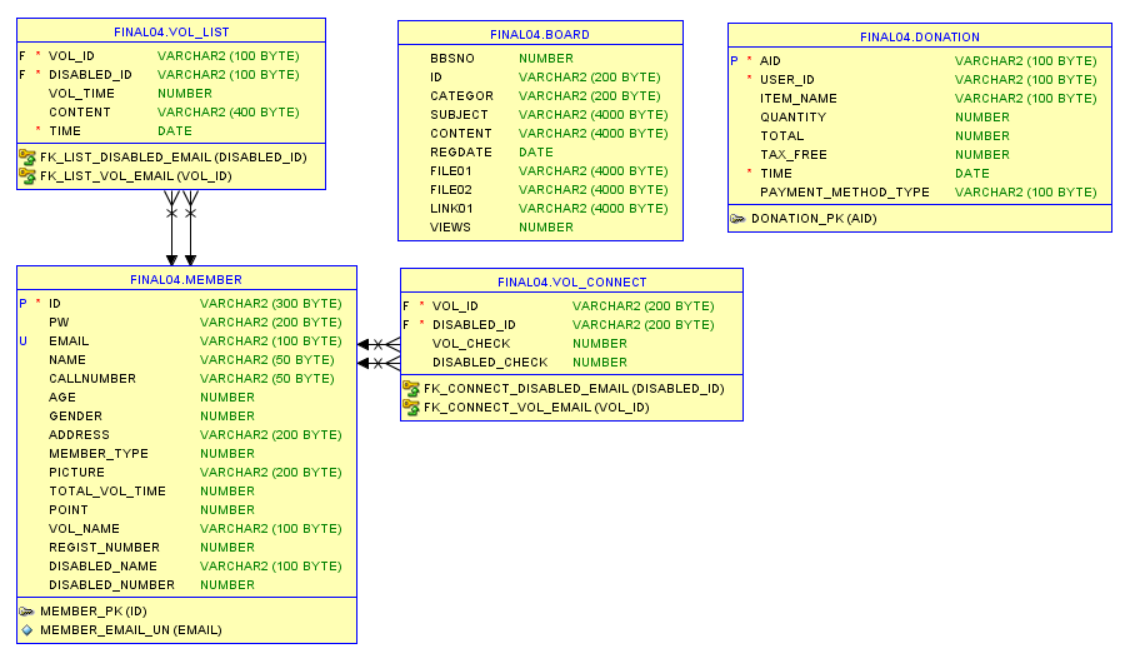 FINAL04.VOL_LIST
F * VOL_ID VARCHAR2 (100 BYTE)
F * DISABLED_ID VARCHAR2 (100 BYTE)
VOL_TIME NUMBER
CONTENT VARCHAR2 (400 BYTE)
* TIME DATE
FK_LIST_DISABLED_EMAIL (DISABLED_ID)
FK_LIST_VOL_EMAIL (VOL_ID)
FINAL04.BOARD
BBSNO NUMBER
ID VARCHAR2 (200 BYTE)
CATEGOR VARCHAR2 (200 BYTE)
SUBJECT VARCHAR2 (4000 BYTE)
CONTENT VARCHAR2 (4000 BYTE)
REGDATE DATE
FILE01 VARCHAR2 (4000 BYTE)
FILE02 VARCHAR2 (4000 BYTE)
LINK01 VARCHAR2 (4000 BYTE)
VIEWS NUMBER
FINAL04.DONATION
P * AID VARCHAR2 (100 BYTE)
* USER_ID VARCHAR2 (100 BYTE)
ITEM_NAME VARCHAR2 (100 BYTE)
QUANTITY NUMBER
TOTAL NUMBER
TAX_FREE NUMBER
* TIME DATE
PAYMENT_METHOD_TYPE VARCHAR2 (100 BYTE)
DONATION_PK (AID)
FINAL04.MEMBER
P * ID VARCHAR2 (300 BYTE)
PW VARCHAR2 (200 BYTE)
U EMAIL VARCHAR2 (100 BYTE)
NAME VARCHAR2 (50 BYTE)
CALLNUMBER VARCHAR2 (50 BYTE)
AGE NUMBER
GENDER NUMBER
ADDRESS VARCHAR2 (200 BYTE)
MEMBER_TYPE NUMBER
PICTURE VARCHAR2 (200 BYTE)
TOTAL_VOL_TIME NUMBER
POINT NUMBER
VOL_NAME VARCHAR2 (100 BYTE)
REGIST_NUMBER NUMBER
DISABLED_NAME VARCHAR2 (100 BYTE)
DISABLED_NUMBER NUMBER
MEMBER_PK (ID)
MEMBER_EMAIL_UN (EMAIL)
FINAL04.VOL_CONNECT
F * VOL_ID VARCHAR2 (200 BYTE)
F * DISABLED_ID VARCHAR2 (200 BYTE)
VOL_CHECK NUMBER
DISABLED_CHECK NUMBER
FK_CONNECT_DISABLED_EMAIL (DISABLED_ID)
FK_CONNECT_VOL_EMAIL (VOL_ID)